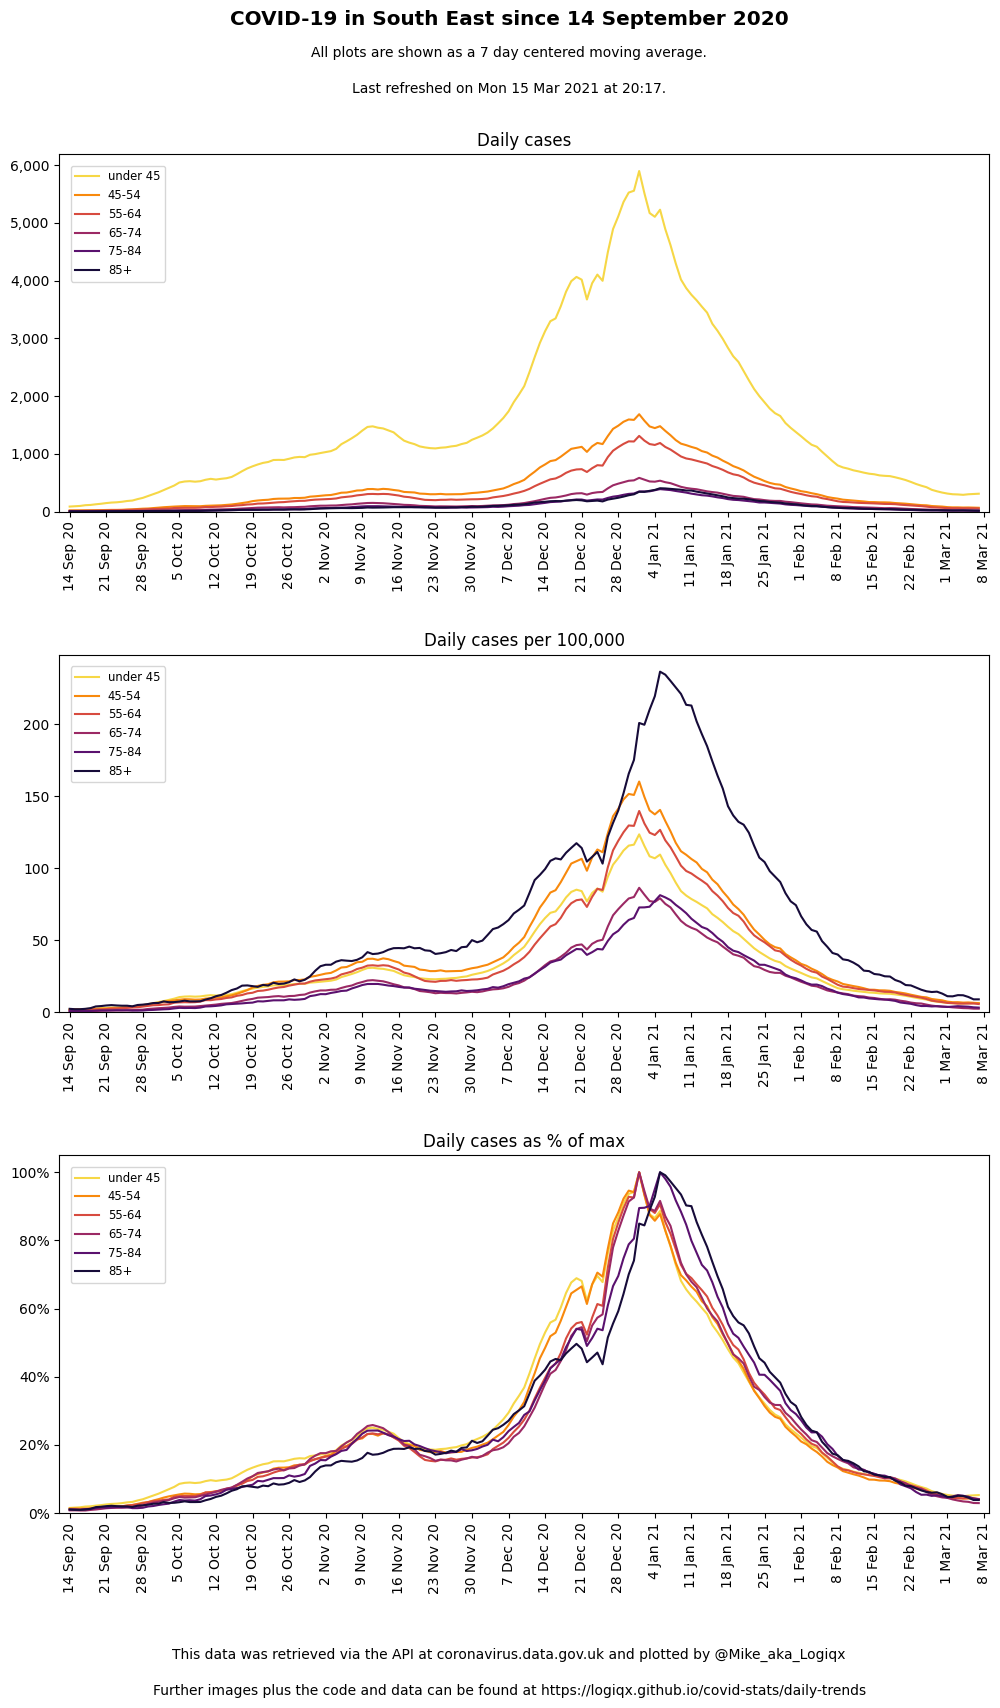 COVID-19 in South East since 14 September 2020
All plots are shown as a 7 day centered moving average.
Last refreshed on Mon 15 Mar 2021 at 20:17.
Daily cases
6,000
5,000
4,000
3,000
2,000
1,000
0
under 45
45-54
55-64
65-74
75-84
85+
14 Sep 20
21 Sep 20
28 Sep 20
5 Oct 20
12 Oct 20
19 Oct 20
26 Oct 20
2 Nov 20
9 Nov 20
16 Nov 20
23 Nov 20
30 Nov 20
7 Dec 20
14 Dec 20
21 Dec 20
28 Dec 20
4 Jan 21
11 Jan 21
18 Jan 21
25 Jan 21
1 Feb 21
8 Feb 21
15 Feb 21
22 Feb 21
1 Mar 21
8 Mar 21
Daily cases per 100,000
200
150
100
50
0
under 45
45-54
55-64
65-74
75-84
85+
14 Sep 20
21 Sep 20
28 Sep 20
5 Oct 20
12 Oct 20
19 Oct 20
26 Oct 20
2 Nov 20
9 Nov 20
16 Nov 20
23 Nov 20
30 Nov 20
7 Dec 20
14 Dec 20
21 Dec 20
28 Dec 20
4 Jan 21
11 Jan 21
18 Jan 21
25 Jan 21
1 Feb 21
8 Feb 21
15 Feb 21
22 Feb 21
1 Mar 21
8 Mar 21
Daily cases as % of max
100%
80%
60%
40%
20%
0%
under 45
45-54
55-64
65-74
75-84
85+
14 Sep 20
21 Sep 20
28 Sep 20
5 Oct 20
12 Oct 20
19 Oct 20
26 Oct 20
2 Nov 20
9 Nov 20
16 Nov 20
23 Nov 20
30 Nov 20
7 Dec 20
14 Dec 20
21 Dec 20
28 Dec 20
4 Jan 21
11 Jan 21
18 Jan 21
25 Jan 21
1 Feb 21
8 Feb 21
15 Feb 21
22 Feb 21
1 Mar 21
8 Mar 21
This data was retrieved via the API at coronavirus.data.gov.uk and plotted by @Mike_aka_Logiqx
Further images plus the code and data can be found at https://logiqx.github.io/covid-stats/daily-trends